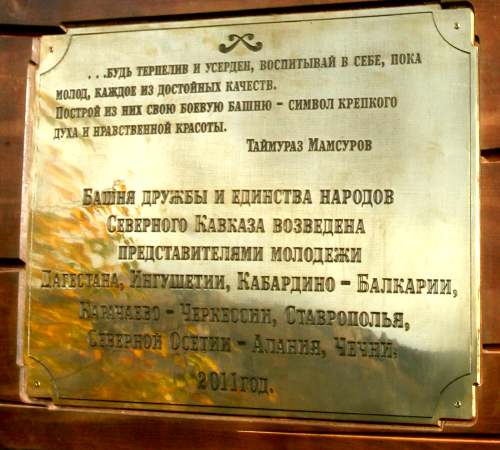 ...Будь терпелив и усерден, воспитывай в себе, пока
молод, каждое из достойных качеств.
Построй из них свою боевую башню – символ крепкого
духа и нравственной красоты.
Таймураз Мамсуров
Башня дружбы и единства народов
Северного Кавказа возведена
представителями молодежи
Дагестана, Ингушетии, Кабардино – Балкарии,
Карачаево – Черкессии, Ставрополья,
Северной Осетии – Алания, Чечни.
2011год.